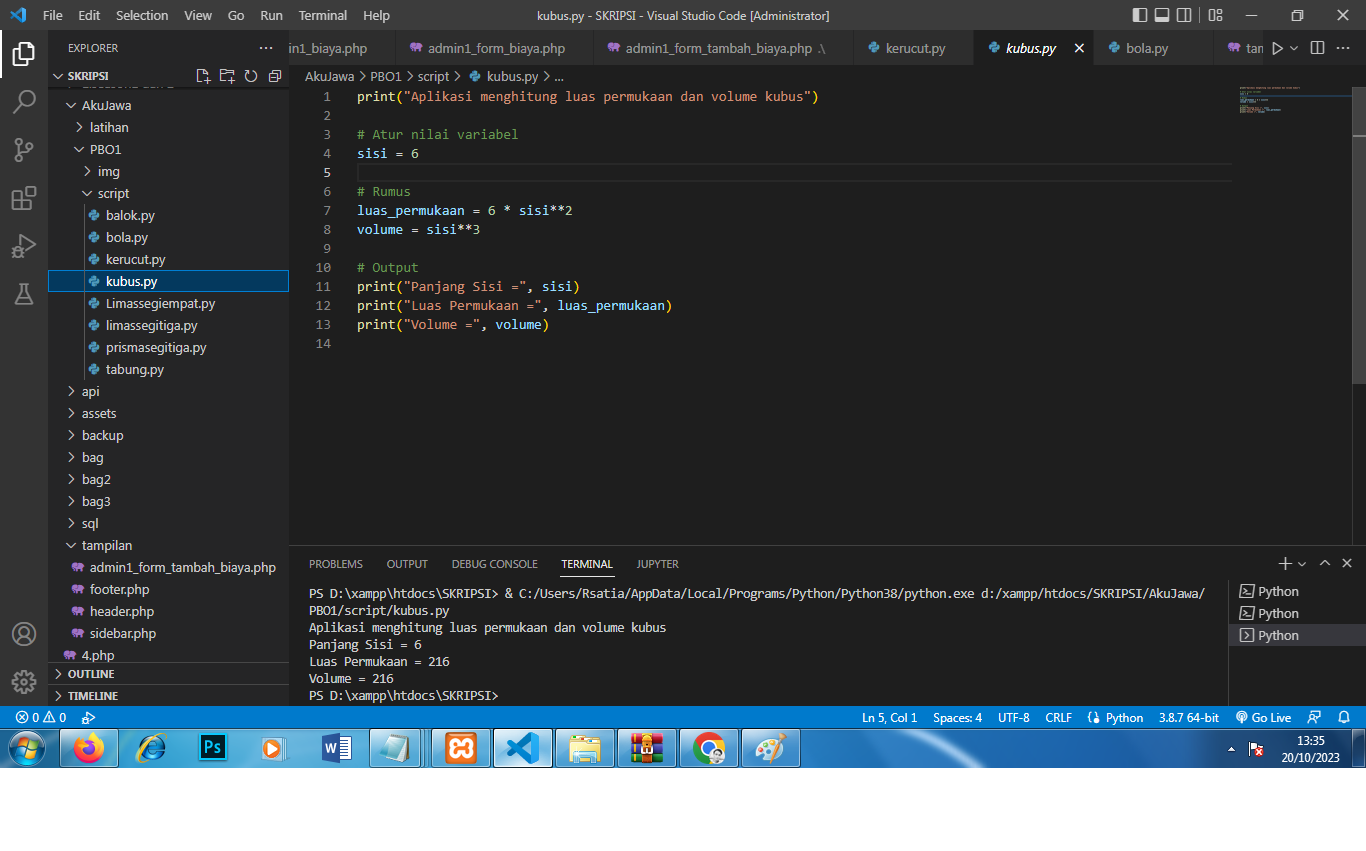 File Edit Selection View Go Run Terminal Help kubus.py - SKRIPSI - Visual Studio Code [Administrator]
EXPLORER
in1_biaya.php admin1_form_biaya.php admin1_form_tambah_biaya.php .\ kerucut.py kubus.py bola.py tan
SKRIPSI
AkuJawa > PBO1 > script > kubus.py > ...
AkuJawa
latihan
PBO1
img
script
balok.py
bola.py
kerucut.py
kubus.py
Limassegiempat.py
limassegitiga.py
prismasegitiga.py
tabung.py
api
assets
backup
bag
bag2
bag3
sql
tampilan
admin1_form_tambah_biaya.php
footer.php
header.php
sidebar.php
4.php
OUTLINE
TIMELINE
1 print("Aplikasi menghitung luas permukaan dan volume kubus")
2
3 # Atur nilai variabel
4 sisi = 6
5
6 # Rumus
7 luas_permukaan = 6 * sisi**2
8 volume = sisi**3
9
10 # Output
11 print("Panjang Sisi =", sisi)
12 print("Luas Permukaan =", luas_permukaan)
13 print("Volume =", volume)
14
PROBLEMS OUTPUT DEBUG CONSOLE TERMINAL JUPYTER
PS D:\xampp\htdocs\SKRIPSI> & C:/Users/Rsatia/AppData/Local/Programs/Python/Python38/python.exe d:/xampp/htdocs/SKRIPSI/AkuJawa/
PBO1/script/kubus.py
Aplikasi menghitung luas permukaan dan volume kubus
Panjang Sisi = 6
Luas Permukaan = 216
Volume = 216
PS D:\xampp\htdocs\SKRIPSI>
Python
Python
Python
0 0 Ln 5, Col 1 Spaces: 4 UTF-8 CRLF Python 3.8.7 64-bit Go Live
Ps
W
13:35
20/10/2023